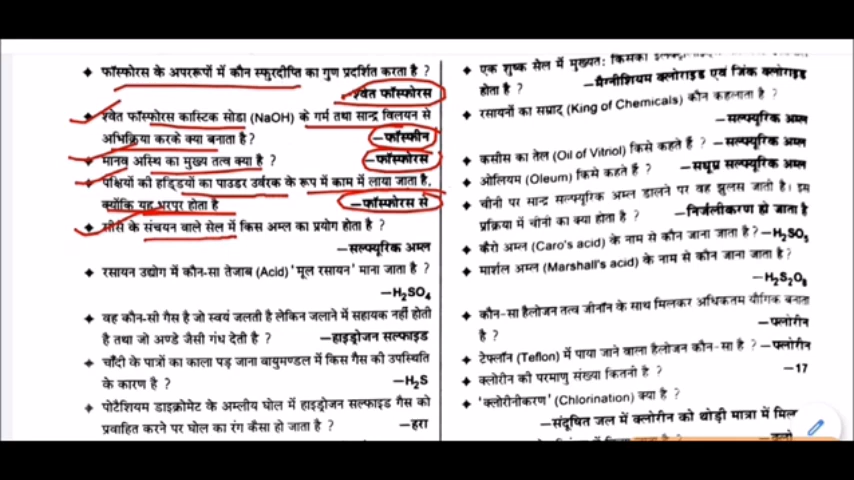 ◆ फॉस्फोरस के अपररूपों में कौन स्फुरदीप्ति का गुण प्रदर्शित करता है ?
–श्वेत फॉस्फोरस
◆ श्वेत फॉस्फोरस कास्टिक सोडा (NaOH) के गर्म तथा सान्द्र विलयन से
अभिक्रिया करके क्या बनाता है?
–फॉस्फीन
◆ मानव अस्थि का मुख्य तत्व क्या है ?
–फॉस्फोरस
◆ पक्षियों की हड्डियों का पाउडर उर्वरक के रूप में काम में लाया जाता है,
क्योंकि यह भरपूर होता है
–फॉस्फोरस से
◆ सीसे के संचयन वाले सेल में किस अम्ल का प्रयोग होता है ?
–सल्फ्यूरिक अम्ल
◆ रसायन उद्योग में कौन-सा तेजाब (Acid) 'मूल रसायन' माना जाता है ?
–H₂SO₄
◆ वह कौन-सी गैस है जो स्वयं जलती है लेकिन जलाने में सहायक नहीं होती
है तथा जो अण्डे जैसी गंध देती है ?
–हाइड्रोजन सल्फाइड
◆ चाँदी के पात्रों का काला पड़ जाना वायुमण्डल में किस गैस की उपस्थिति
के कारण है ?
–H₂S
◆ पोटैशियम डाइक्रोमेट के अम्लीय घोल में हाइड्रोजन सल्फाइड गैस को
प्रवाहित करने पर घोल का रंग कैसा हो जाता है ?
–हरा
◆ एक शुष्क सेल में मुख्यत: किसका
होता है ?
–मैग्नीशियम क्लोराइड एवं जिंक क्लोराइड
◆ रसायनों का सम्राट (King of Chemicals) कौन कहलाता है ?
–सल्फ्यूरिक अम्ल
◆ कसीस का तेल (Oil of Vitriol) किसे कहते हैं ?
–सल्फ्यूरिक अम्ल
◆ ओलियम (Oleum) किसे कहते हैं ?
–सधूम्र सल्फ्यूरिक अम्ल
◆ चीनी पर सान्द्र सल्फ्यूरिक अम्ल डालने पर वह झुलस जाती है। इस
प्रक्रिया में चीनी का क्या होता है ?
–निर्जलीकरण हो जाता है
◆ कैरो अम्ल (Caro's acid) के नाम से कौन जाना जाता है ?–H₂SO₅
◆ मार्शल अम्ल (Marshall's acid) के नाम से कौन जाना जाता है ?
–H₂S₂O₈
◆ कौन-सा हैलोजन तत्व जीनॉन के साथ मिलकर अधिकतम यौगिक बनाता
है ?
–फ्लोरीन
◆ टेफ्लॉन (Teflon) में पाया जाने वाला हैलोजन कौन-सा है ?–फ्लोरीन
◆ क्लोरीन की परमाणु संख्या कितनी है ?
–17
◆ 'क्लोरीनीकरण' (Chlorination) क्या है ?
–संदूषित जल में क्लोरीन को थोड़ी मात्रा में मिल